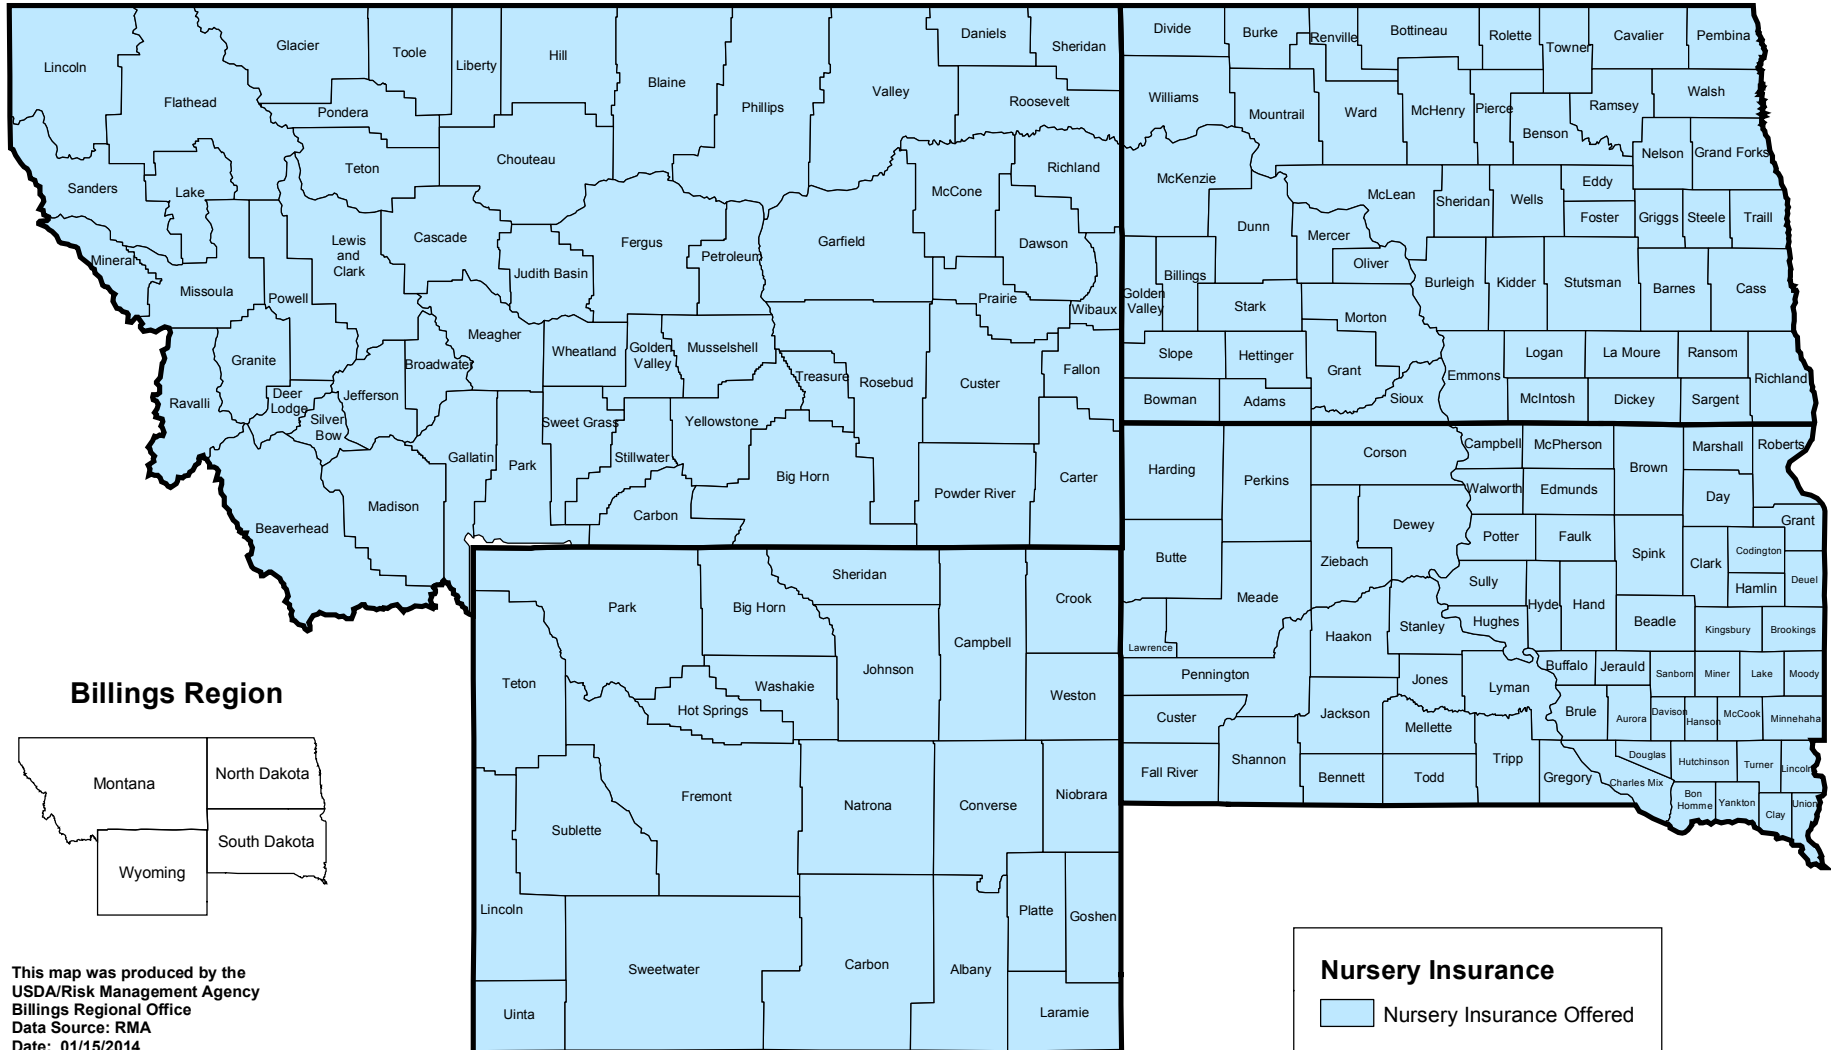 Lincoln
Flathead
Glacier
Toole
Liberty
Hill
Blaine
Phillips
Valley
Daniels
Sheridan
Roosevelt
Pondera
Teton
Chouteau
Sanders
Lake
McCone
Richland
Mineral
Missoula
Powell
Lewis
and
Clark
Cascade
Judith Basin
Fergus
Petroleum
Garfield
Dawson
Prairie
Wibaux
Granite
Deer
Lodge
Silver
Bow
Jefferson
Broadwater
Meagher
Wheatland
Golden
Valley
Musselshell
Treasure
Rosebud
Custer
Fallon
Ravalli
Gallatin
Park
Sweet Grass
Stillwater
Yellowstone
Big Horn
Carbon
Powder River
Carter
Beaverhead
Madison
Divide
Burke
Renville
Bottineau
Rolette
Towner
Cavalier
Pembina
Williams
Mountrail
Ward
McHenry
Pierce
Benson
Ramsey
Walsh
Nelson
Grand Forks
McKenzie
Dunn
Mercer
Oliver
McLean
Sheridan
Wells
Eddy
Foster
Griggs
Steele
Traill
Golden
Valley
Billings
Stark
Morton
Burleigh
Kidder
Stutsman
Barnes
Cass
Slope
Hettinger
Grant
Sioux
Emmons
Logan
La Moure
Ransom
Richland
Bowman
Adams
McIntosh
Dickey
Sargent
Harding
Perkins
Corson
Campbell
McPherson
Brown
Marshall
Roberts
Walworth
Edmunds
Day
Grant
Butte
Meade
Ziebach
Dewey
Potter
Faulk
Spink
Clark
Codington
Hamlin
Deuel
Sully
Hyde
Hand
Beadle
Kingsbury
Brookings
Lawrence
Pennington
Haakon
Stanley
Hughes
Jones
Lyman
Buffalo
Jerauld
Sanborn
Miner
Lake
Moody
Custer
Jackson
Mellette
Brule
Aurora
Davison
Hanson
McCook
Minnehaha
Fall River
Shannon
Bennett
Todd
Tripp
Gregory
Charles Mix
Douglas
Hutchinson
Turner
Lincoln
Bon
Homme
Yankton
Clay
Union
Park
Big Horn
Sheridan
Johnson
Campbell
Crook
Weston
Teton
Hot Springs
Washakie
Sublette
Fremont
Natrona
Converse
Niobrara
Lincoln
Sweetwater
Carbon
Albany
Platte
Goshen
Uinta
Laramie
Billings Region
Montana
North Dakota
South Dakota
Wyoming
This map was produced by the
USDA/Risk Management Agency
Billings Regional Office
Data Source: RMA
Date: 01/15/2014
Nursery Insurance
Nursery Insurance Offered